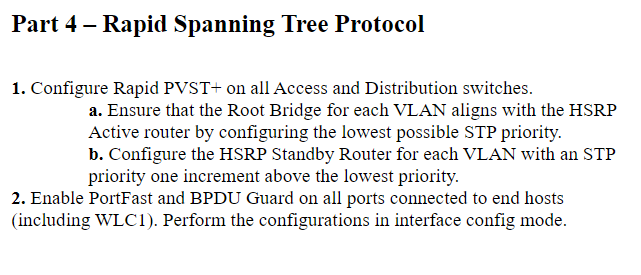 Part 4 – Rapid Spanning Tree Protocol
1. Configure Rapid PVST+ on all Access and Distribution switches.
a. Ensure that the Root Bridge for each VLAN aligns with the HSRP
Active router by configuring the lowest possible STP priority.
b. Configure the HSRP Standby Router for each VLAN with an STP
priority one increment above the lowest priority.
2. Enable PortFast and BPDU Guard on all ports connected to end hosts
(including WLC1). Perform the configurations in interface config mode.